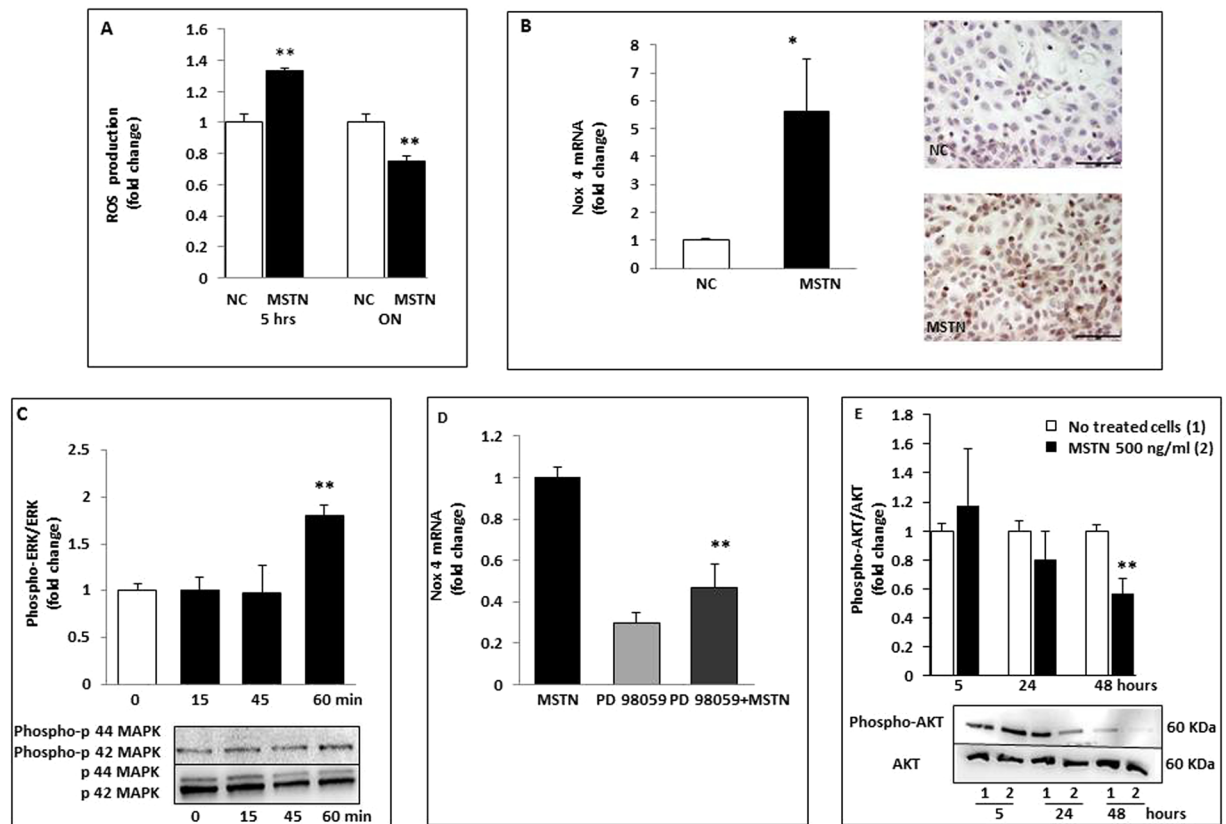 A
ROS production
(fold change)
1.6
1.4
1.2
1
0.8
0.6
0.4
0.2
0
**
**
NC MSTN NC MSTN
5 hrs ON
B
Nox 4 mRNA
(fold change)
8
7
6
5
4
3
2
1
0
*
NC MSTN
NC
MSTN
C
Phospho-ERK/ERK
(fold change)
2.5
2
1.5
1
0.5
0
**
0 15 45 60 min
Phospho-p 44 MAPK
Phospho-p 42 MAPK
p 44 MAPK
p 42 MAPK
0 15 45 60 min
D
Nox 4 mRNA
(fold change)
1.2
1
0.8
0.6
0.4
0.2
0
**
MSTN PD 98059 PD 98059+MSTN
E
Phospho-AKT/AKT
(fold change)
1.8
1.6
1.4
1.2
1
0.8
0.6
0.4
0.2
0
No treated cells (1)
MSTN 500 ng/ml (2)
**
5 24 48 hours
Phospho-AKT 60 KDa
AKT 60 KDa
1 2 1 2 1 2
5 24 48 hours